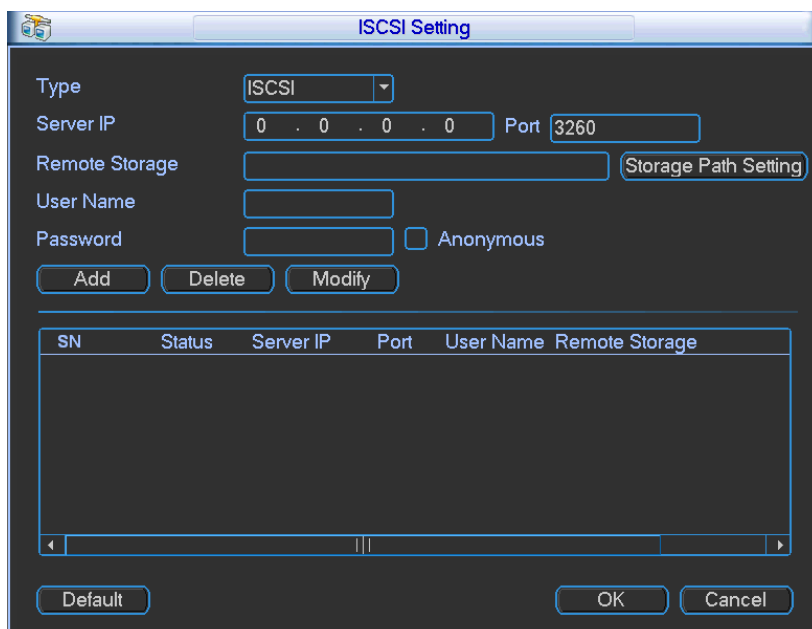 ISCSI Setting
Type ISCSI
Server IP 0 . 0 . 0 . 0 Port 3260
Remote Storage Storage Path Setting
User Name
Password Anonymous
Add Delete Modify
SN Status Server IP Port User Name Remote Storage
Default OK Cancel